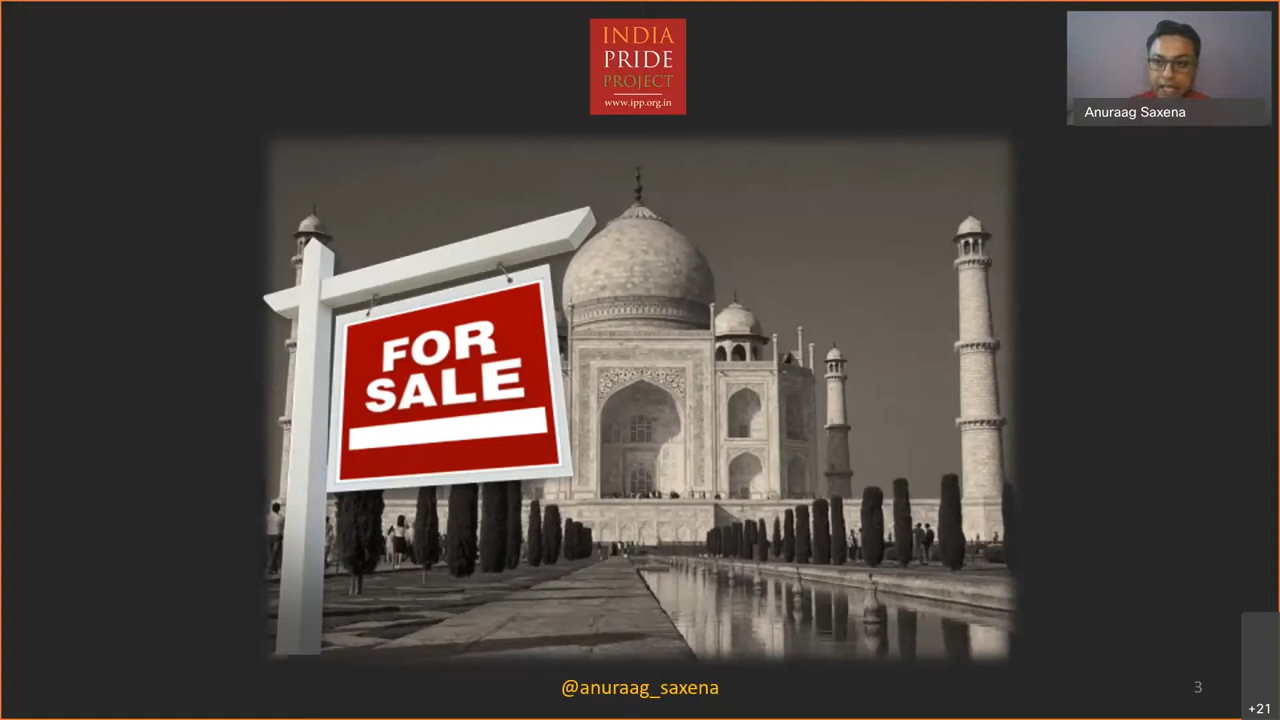 INDIA
PRIDE
PROJECT
www.ipp.org.in
Anuraag Saxena
FOR
SALE
@anuraag_saxena
3
+21